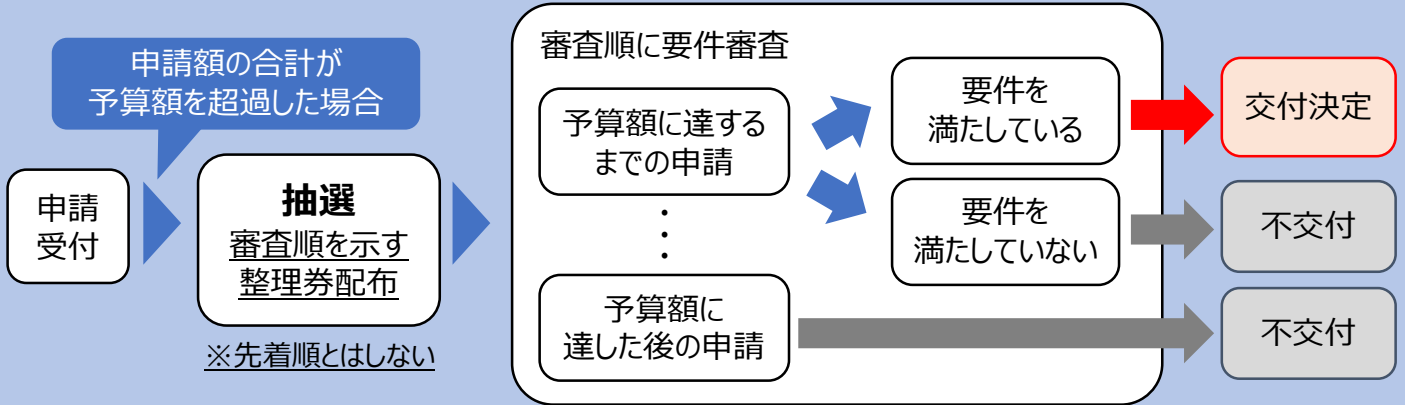 申請額の合計が
予算額を超過した場合
申請
受付
抽選
審査順を示す
整理券配布
※先着順とはしない
審査順に要件審査
予算額に達する
までの申請
・
・
・
予算額に
達した後の申請
要件を
満たしている
要件を
満たしていない
交付決定
不交付
不交付